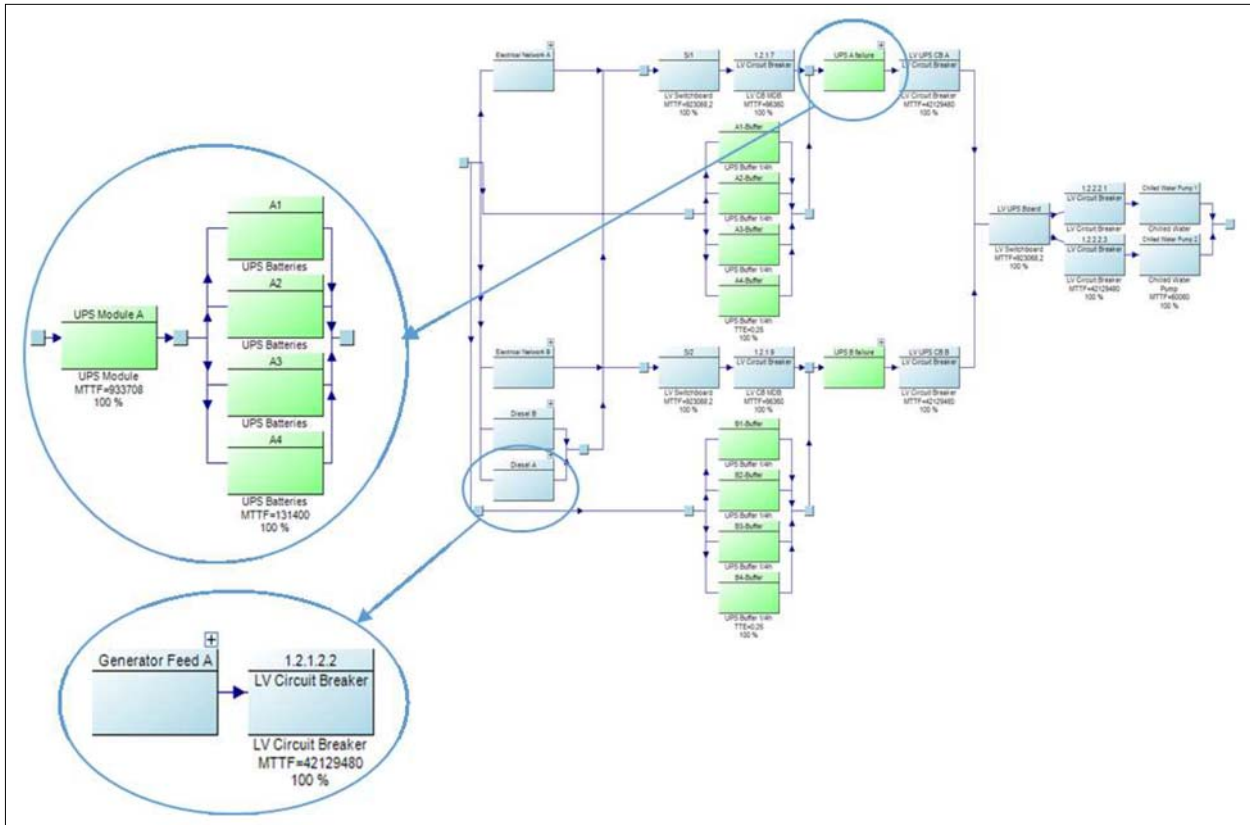 Electrical Network A
SI1
LV Switchboard
MTTF=823068,2
100 %
1.2.1.7
LV Circuit Breaker
LV CB MDB
MTTF=96360
100 %
UPS A failure
LV UPS CB A
LV Circuit Breaker
LV Circuit Breaker
MTTF=42129480
100 %
A1-Buffer
UPS Buffer 1/4h
A2-Buffer
UPS Buffer 1/4h
A3-Buffer
UPS Buffer 1/4h
A4-Buffer
UPS Buffer 1/4h
TTE=0,25
100 %
LV UPS Board
LV Switchboard
MTTF=823068,2
100 %
1.2.2.2.1
LV Circuit Breaker
LV Circuit Breaker
Chilled Water Pump 1
Chilled Water
1.2.2.2.3
LV Circuit Breaker
LV Circuit Breaker
MTTF=42129480
100 %
Chilled Water Pump 2
Chilled Water
Pump
MTTF=60060
100 %
Electrical Network B
SI2
LV Switchboard
MTTF=823068,2
100 %
1.2.1.9
LV Circuit Breaker
LV CB MDB
MTTF=96360
100 %
UPS B failure
LV UPS CB B
LV Circuit Breaker
LV Circuit Breaker
MTTF=42129480
100 %
Diesel B
Diesel A
B1-Buffer
UPS Buffer 1/4h
B2-Buffer
UPS Buffer 1/4h
B3-Buffer
UPS Buffer 1/4h
B4-Buffer
UPS Buffer 1/4h
TTE=0,25
100 %
UPS Module A
UPS Module
MTTF=933708
100 %
A1
UPS Batteries
A2
UPS Batteries
A3
UPS Batteries
A4
UPS Batteries
MTTF=131400
100 %
Generator Feed A
1.2.1.2.2
LV Circuit Breaker
LV Circuit Breaker
MTTF=42129480
100 %